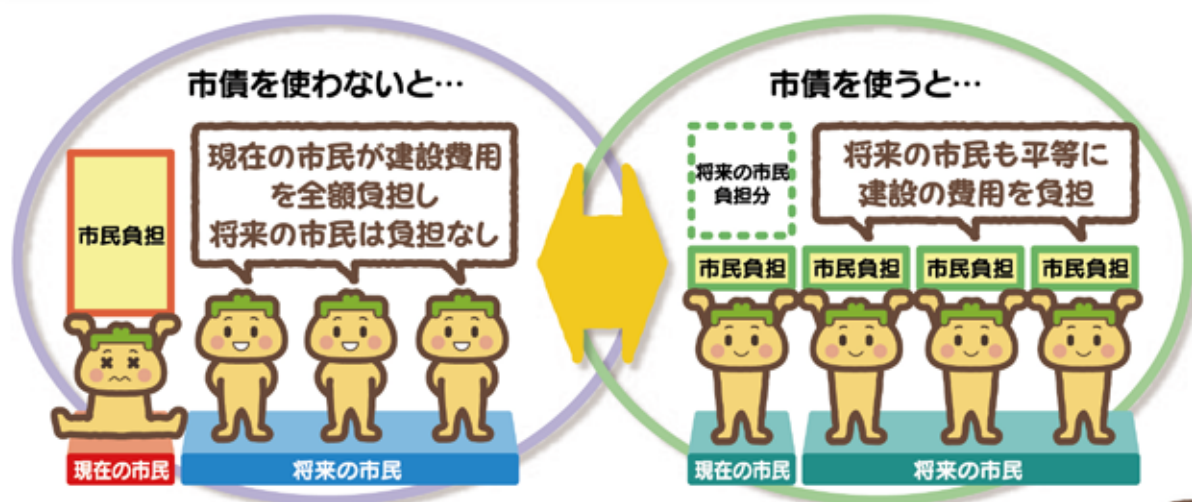 市債を使わないと…
市民負担
現在の市民が建設費用
を全額負担し
将来の市民は負担なし
現在の市民
将来の市民
市債を使うと…
将来の市民
負担分
将来の市民も平等に
建設の費用を負担
市民負担
市民負担
市民負担
市民負担
現在の市民
将来の市民